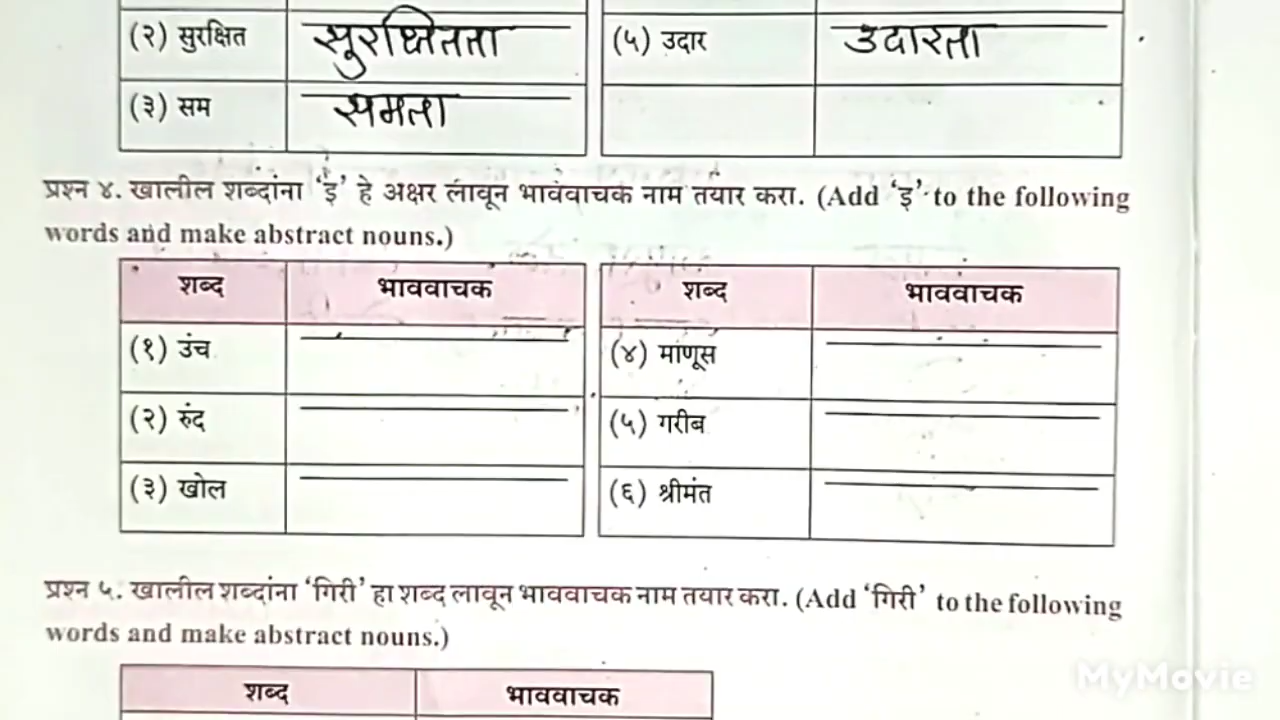 (२) सुरक्षित सुरक्षितता (५) उदार उदारता
(३) सम समता
प्रश्न ४. खालील शब्दांना 'इ' हे अक्षर लावून भाववाचक नाम तयार करा. (Add 'इ' to the following
words and make abstract nouns.)
शब्द भाववाचक शब्द भाववाचक
(१) उंच (४) माणूस
(२) रुंद (५) गरीब
(३) खोल (६) श्रीमंत
प्रश्न ५. खालील शब्दांना 'गिरी' हा शब्द लावून भाववाचक नाम तयार करा. (Add 'गिरी' to the following
words and make abstract nouns.)
शब्द भाववाचक
MyMovie